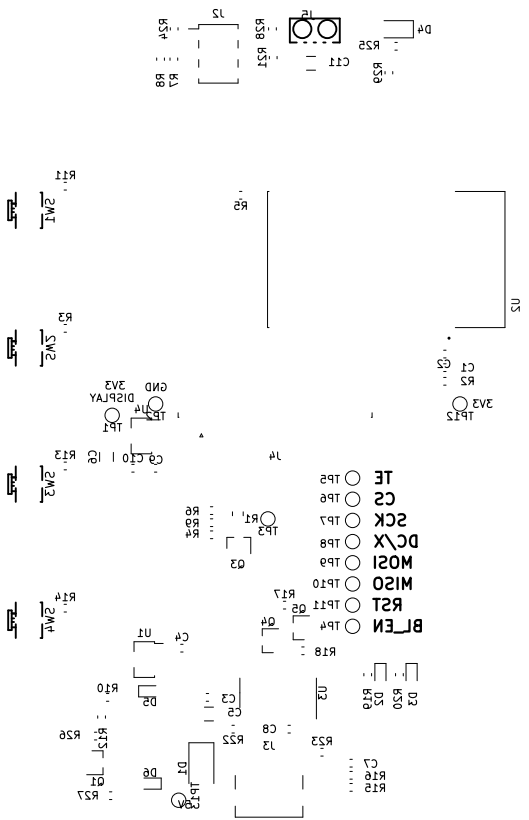 R24
J2
R28
J5
D4
R25
R21
C11
R29
R8
R7
R11
SW1
R5
U2
R3
SW2
C2
C1
R2
3V3
DISPLAY
GND
U4
TP1
TP2
3V3
TP12
R13
SW3
C10
C9
J4
TP5
TE
TP6
CS
R6
R9
R4
R1
TP3
TP7
SCK
TP8
DC/X
Q3
TP9
MOSI
TP10
MISO
R14
SW4
R17
Q5
TP11
RST
Q4
TP4
BL_EN
U1
C4
R18
R10
D5
C3
C5
U3
R19
D2
R20
D3
R26
R12
R22
C8
J3
R23
Q1
D6
D1
TP13
C7
R16
R15
R27